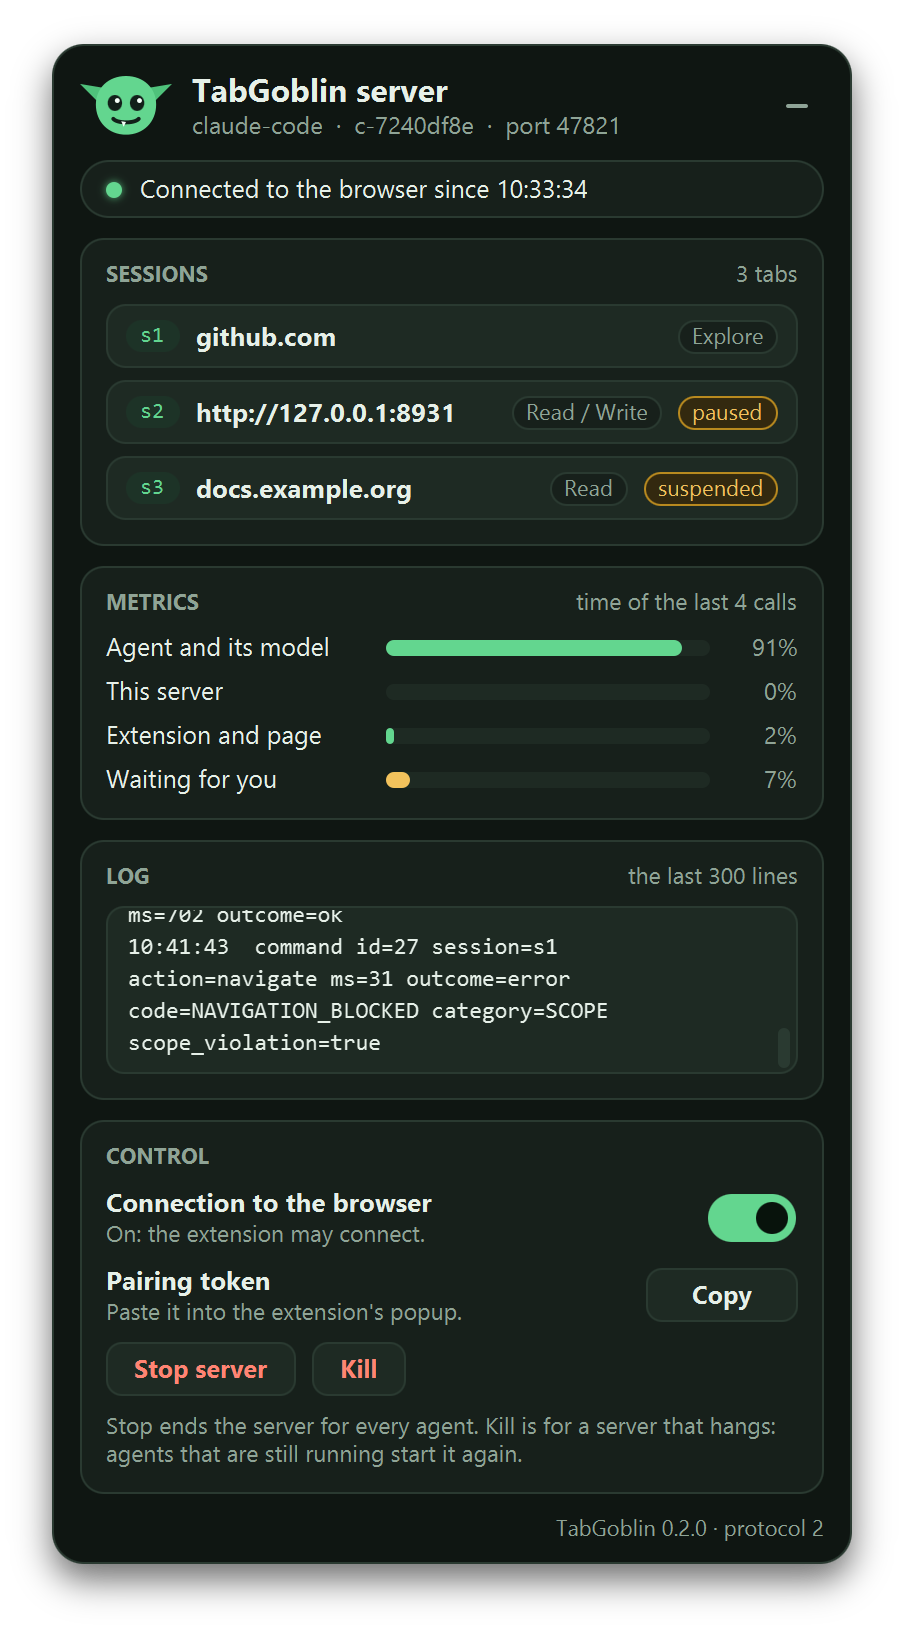 TabGoblin server
claude-code · c-7240df8e · port 47821
Connected to the browser since 10:33:34
SESSIONS 3 tabs
s1 github.com Explore
s2 http://127.0.0.1:8931 Read / Write paused
s3 docs.example.org Read suspended
METRICS time of the last 4 calls
Agent and its model 91%
This server 0%
Extension and page 2%
Waiting for you 7%
LOG the last 300 lines
ms=702 outcome=ok
10:41:43 command id=27 session=s1
action=navigate ms=31 outcome=error
code=NAVIGATION_BLOCKED category=SCOPE
scope_violation=true
CONTROL
Connection to the browser
On: the extension may connect.
Pairing token
Paste it into the extension's popup.
Copy
Stop server Kill
Stop ends the server for every agent. Kill is for a server that hangs:
agents that are still running start it again.
TabGoblin 0.2.0 · protocol 2